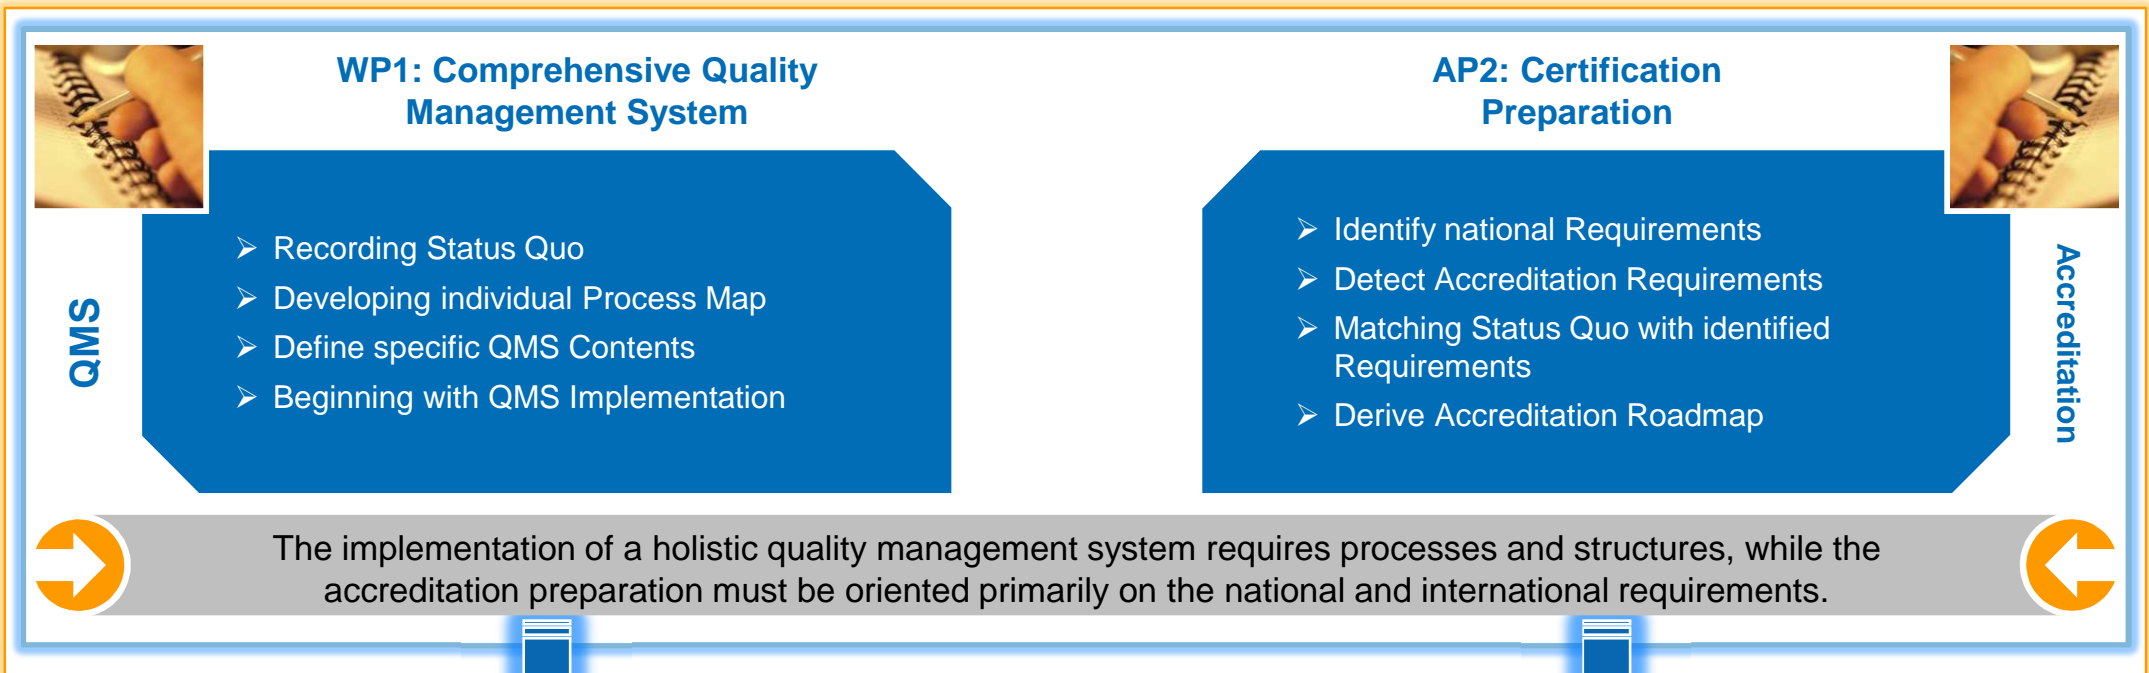 WP1: Comprehensive Quality
Management System
QMS
➢ Recording Status Quo
➢ Developing individual Process Map
➢ Define specific QMS Contents
➢ Beginning with QMS Implementation
AP2: Certification
Preparation
➢ Identify national Requirements
➢ Detect Accreditation Requirements
➢ Matching Status Quo with identified
Requirements
➢ Derive Accreditation Roadmap
Accreditation
The implementation of a holistic quality management system requires processes and structures, while the
accreditation preparation must be oriented primarily on the national and international requirements.